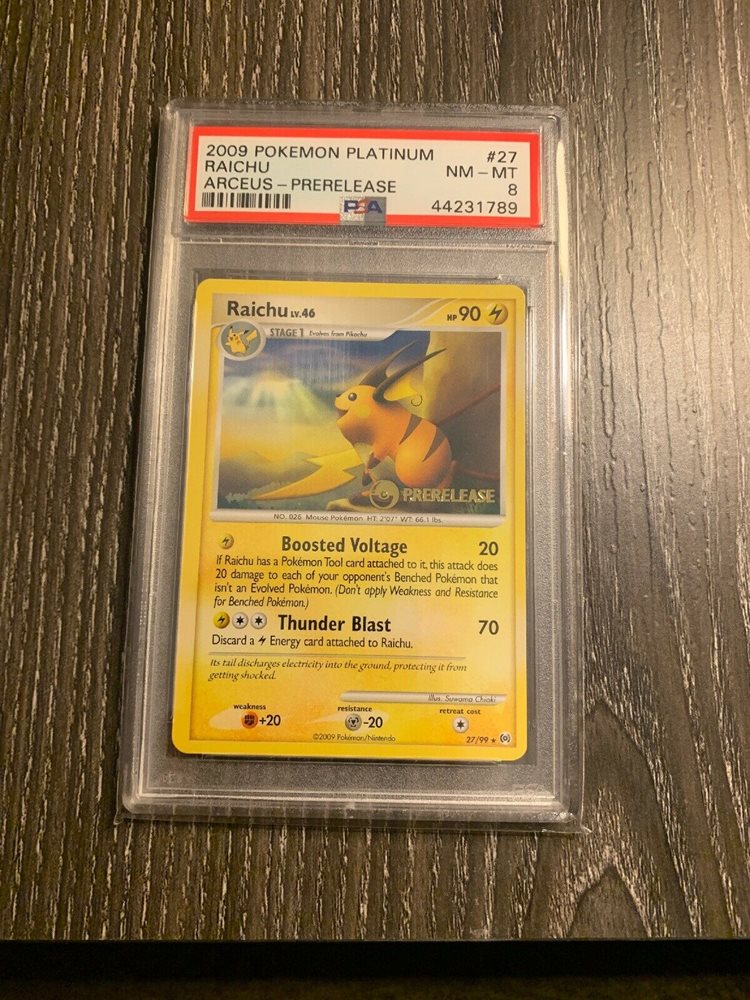 2009 POKEMON PLATINUM #27
RAICHU NM - MT
ARCEUS - PRERELEASE 8
PSA 44231789
Raichu LV.46 HP 90
STAGE 1 Evolves from Pikachu
PRERELEASE
NO. 026 Mouse Pokémon HT: 2'07" WT: 66.1 lbs.
Boosted Voltage 20
If Raichu has a Pokémon Tool card attached to it, this attack does
20 damage to each of your opponent's Benched Pokémon that
isn't an Evolved Pokémon. (Don't apply Weakness and Resistance
for Benched Pokémon.)
Thunder Blast 70
Discard a Energy card attached to Raichu.
Its tail discharges electricity into the ground, protecting it from
getting shocked.
Illus. Suwama Chiaki
weakness resistance retreat cost
+20 -20
©2009 Pokémon/Nintendo 27/99 ★